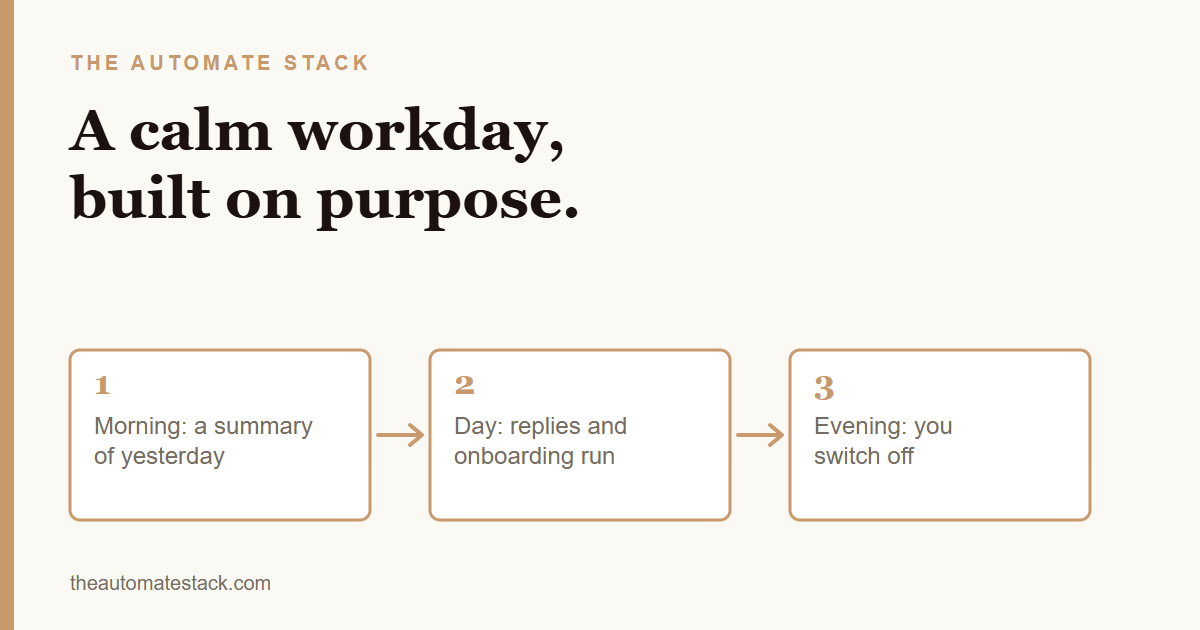 THE AUTOMATE STACK
A calm workday,
built on purpose.
1
Morning: a summary
of yesterday
2
Day: replies and
onboarding run
3
Evening: you
switch off
theautomatestack.com